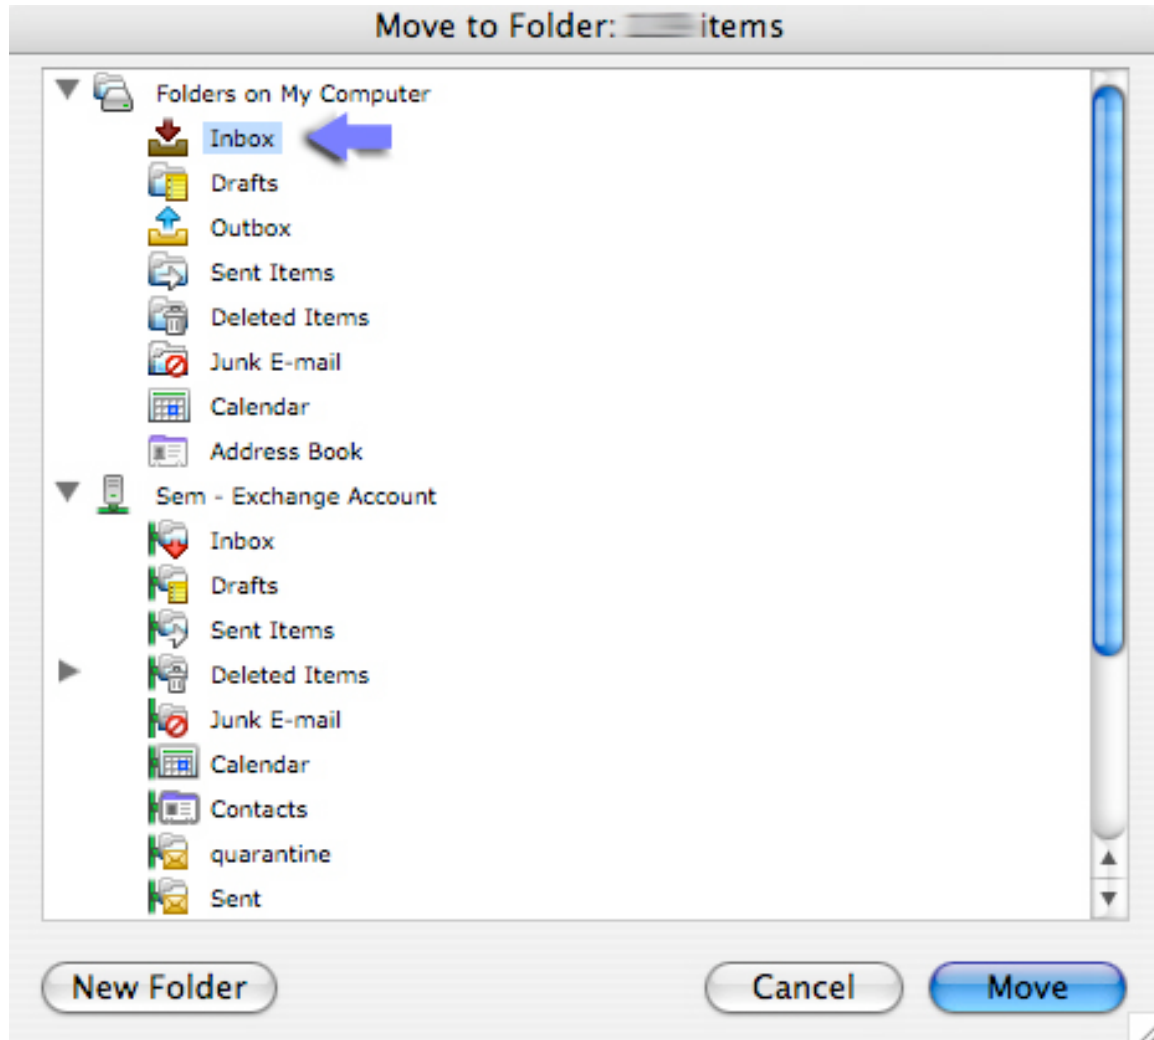 Move to Folder: items
Folders on My Computer
Inbox
Drafts
Outbox
Sent Items
Deleted Items
Junk E-mail
Calendar
Address Book
Sem - Exchange Account
Inbox
Drafts
Sent Items
Deleted Items
Junk E-mail
Calendar
Contacts
quarantine
Sent
New Folder Cancel Move